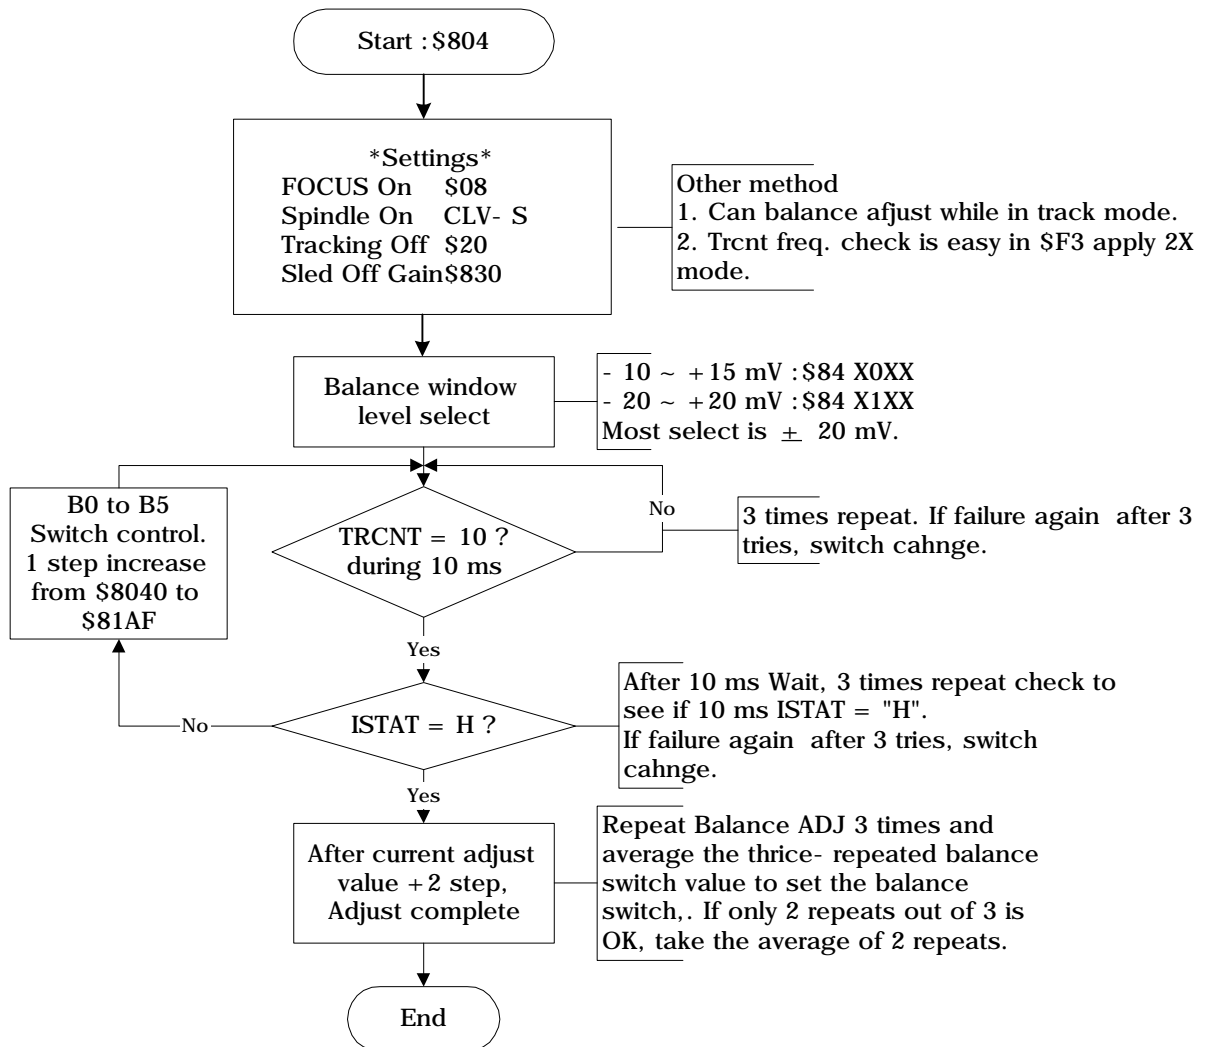 Start : $804
*Settings*
FOCUS On $08
Spindle On CLV- S
Tracking Off $20
Sled Off Gain$830
Other method
1. Can balance afjust while in track mode.
2. Trcnt freq. check is easy in $F3 apply 2X
mode.
Balance window
level select
- 10 ~ +15 mV : $84 X0XX
- 20 ~ +20 mV : $84 X1XX
Most select is ± 20 mV.
B0 to B5
Switch control.
1 step increase
from $8040 to
$81AF
TRCNT = 10 ?
during 10 ms
No
3 times repeat. If failure again after 3
tries, switch cahnge.
Yes
ISTAT = H ?
No
After 10 ms Wait, 3 times repeat check to
see if 10 ms ISTAT = "H".
If failure again after 3 tries, switch
cahnge.
Yes
After current adjust
value +2 step,
Adjust complete
Repeat Balance ADJ 3 times and
average the thrice- repeated balance
switch value to set the balance
switch,. If only 2 repeats out of 3 is
OK, take the average of 2 repeats.
End